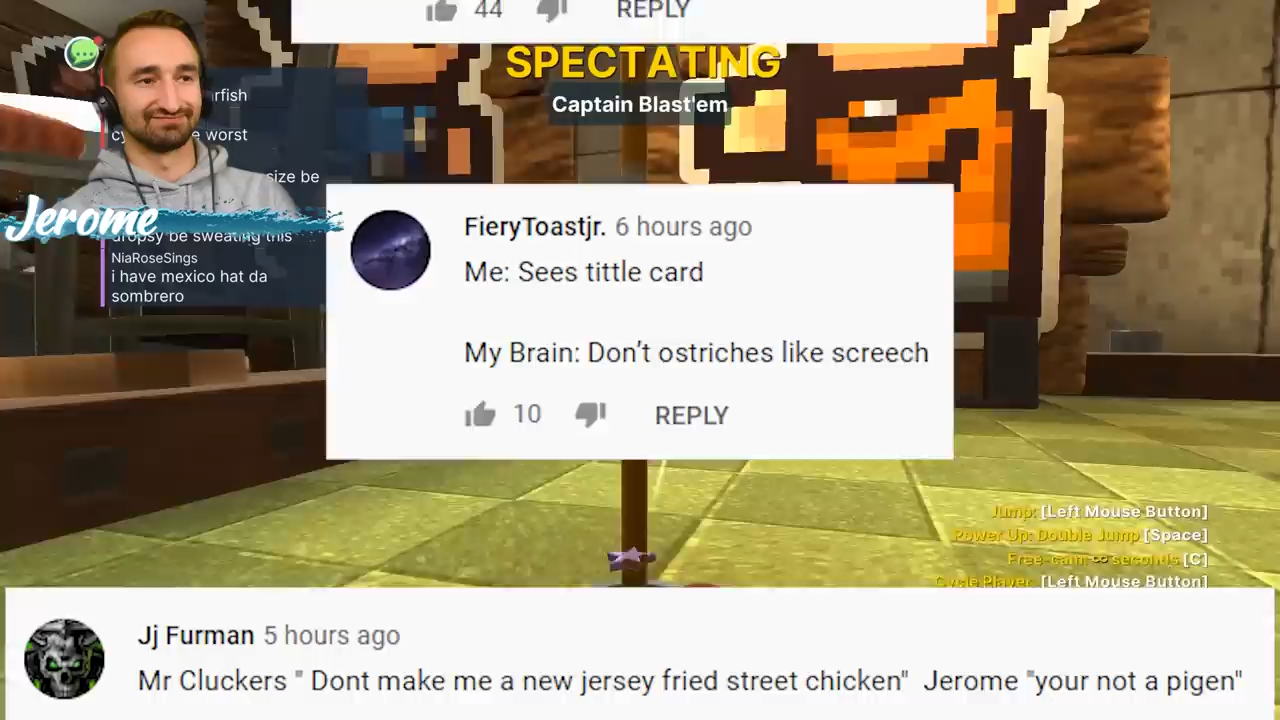 44 REPLY
SPECTATING
Captain Blast'em
rfish
cy e worst
size be
Jerome
dropsy be sweating this
NiaRoseSings
i have mexico hat da
sombrero
FieryToastjr. 6 hours ago
Me: Sees tittle card
My Brain: Don't ostriches like screech
10 REPLY
Jump: [Left Mouse Button]
Power Up: Double Jump [Space]
Free-cam: ∞ seconds [C]
Cycle Player: [Left Mouse Button]
Jj Furman 5 hours ago
Mr Cluckers " Dont make me a new jersey fried street chicken" Jerome "your not a pigen"